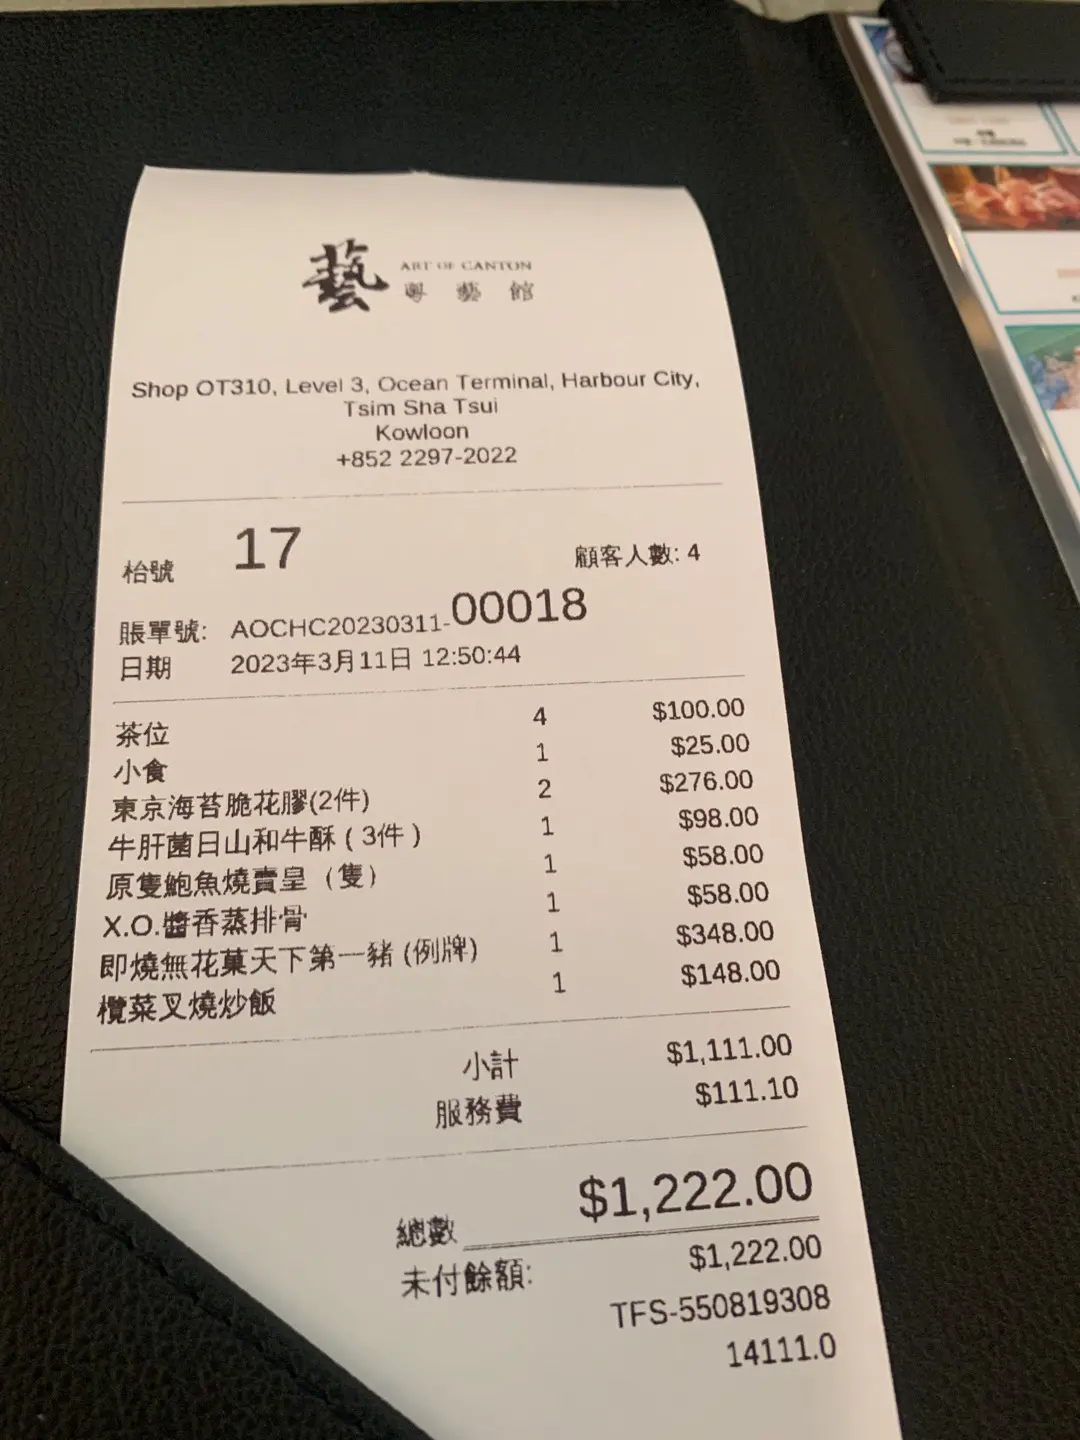 藝 ART OF CANTON
粵藝館
Shop OT310, Level 3, Ocean Terminal, Harbour City,
Tsim Sha Tsui
Kowloon
+852 2297-2022
枱號 17 顧客人數: 4
賬單號: AOCHC20230311-00018
日期 2023年3月11日 12:50:44
茶位 4 $100.00
小食 1 $25.00
東京海苔脆花膠(2件) 2 $276.00
牛肝菌日山和牛酥 ( 3件 ) 1 $98.00
原隻鮑魚燒賣皇 （隻） 1 $58.00
X.O.醬香蒸排骨 1 $58.00
即燒無花菓天下第一豬 (例牌) 1 $348.00
欖菜叉燒炒飯 1 $148.00
小計 $1,111.00
服務費 $111.10
總數 $1,222.00
未付餘額: $1,222.00
TFS-550819308
14111.0